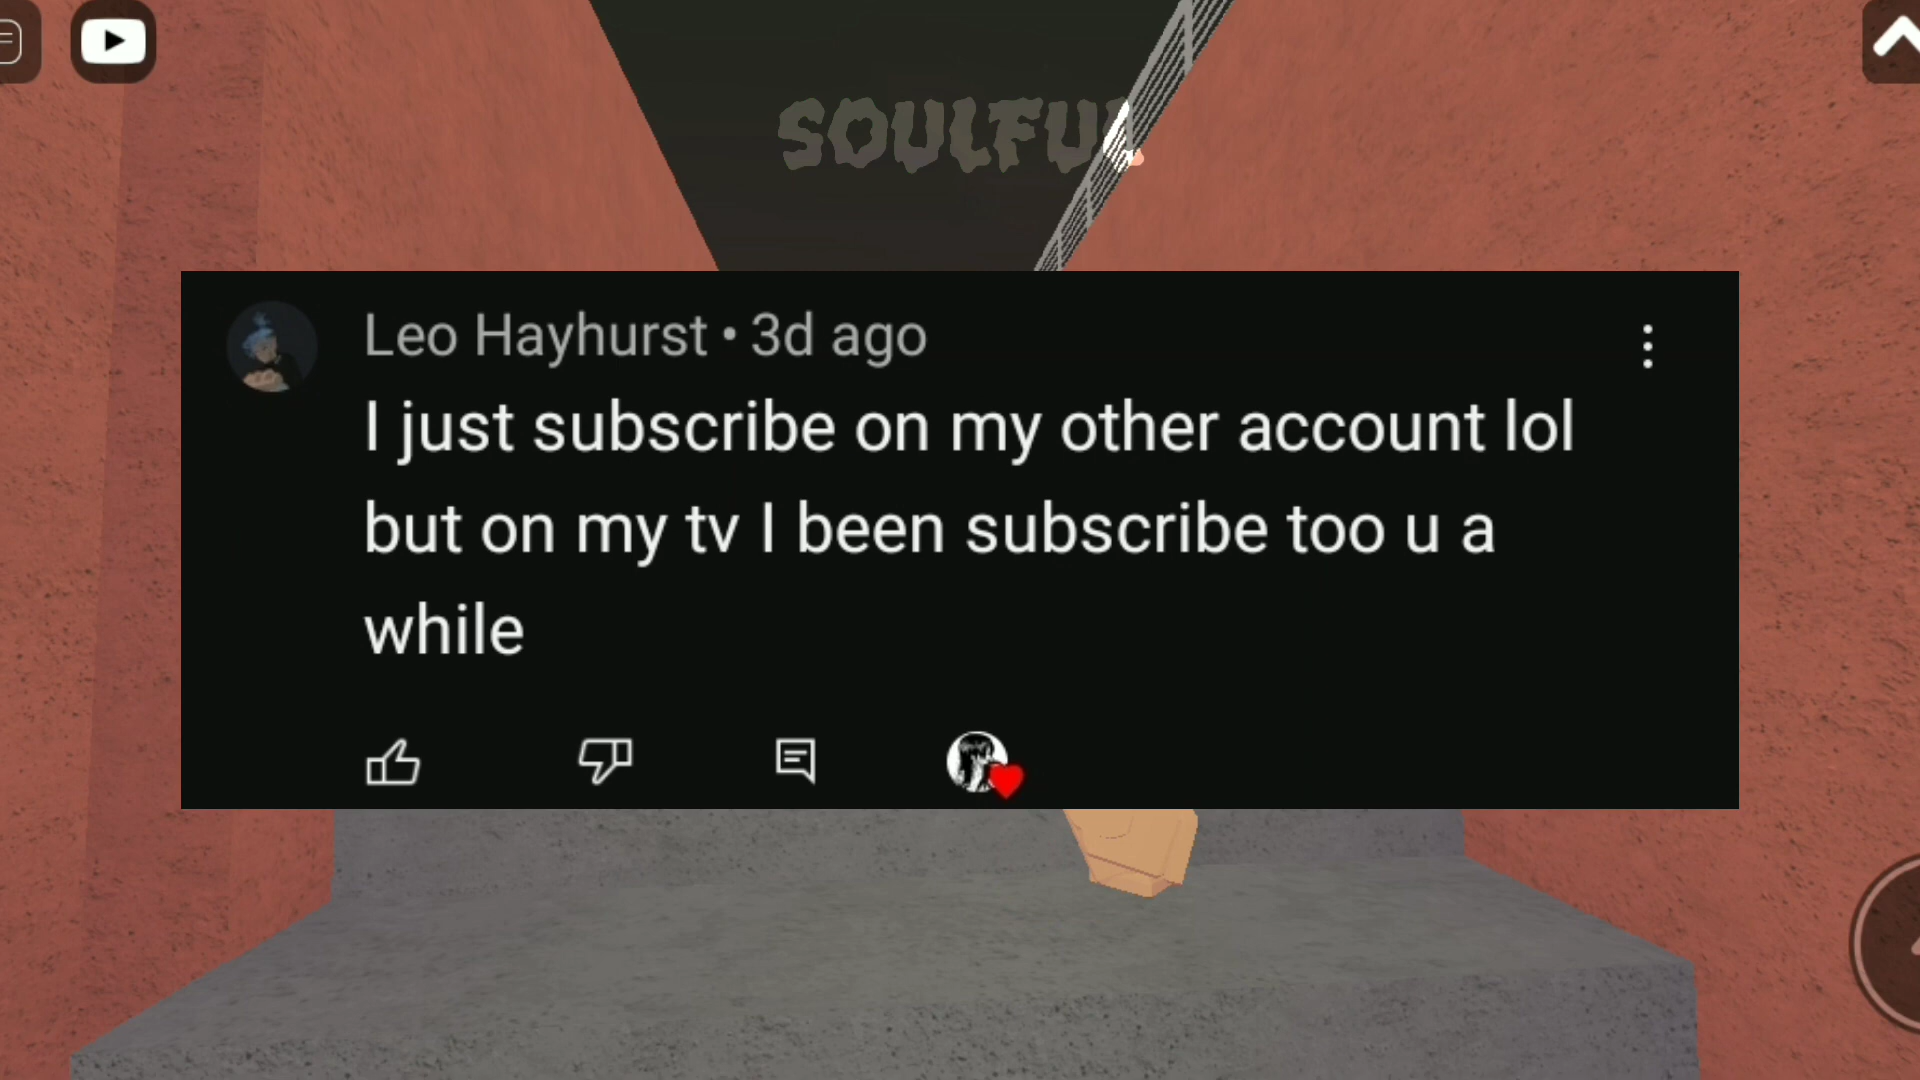 SOULFUL
Leo Hayhurst • 3d ago
I just subscribe on my other account lol
but on my tv I been subscribe too u a
while